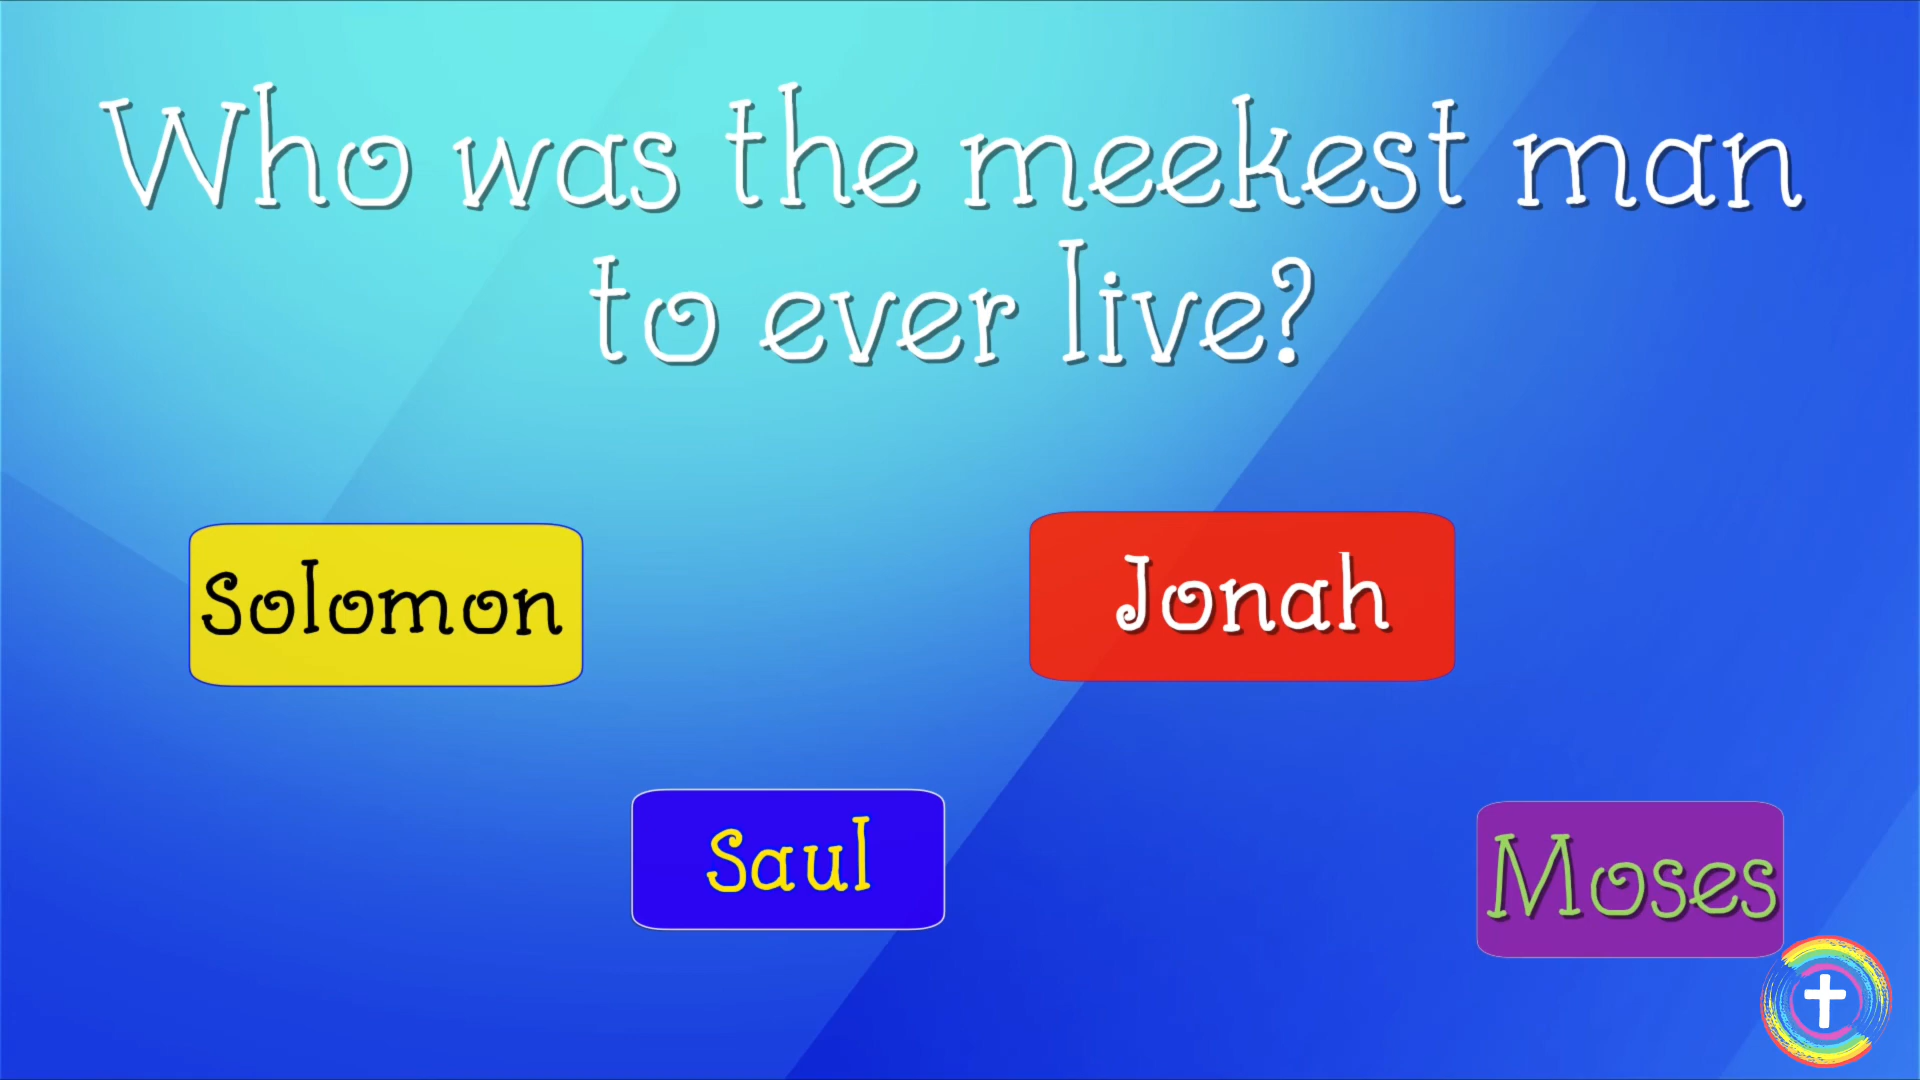 Who was the meekest man
to ever live?
Solomon
Jonah
Saul
Moses